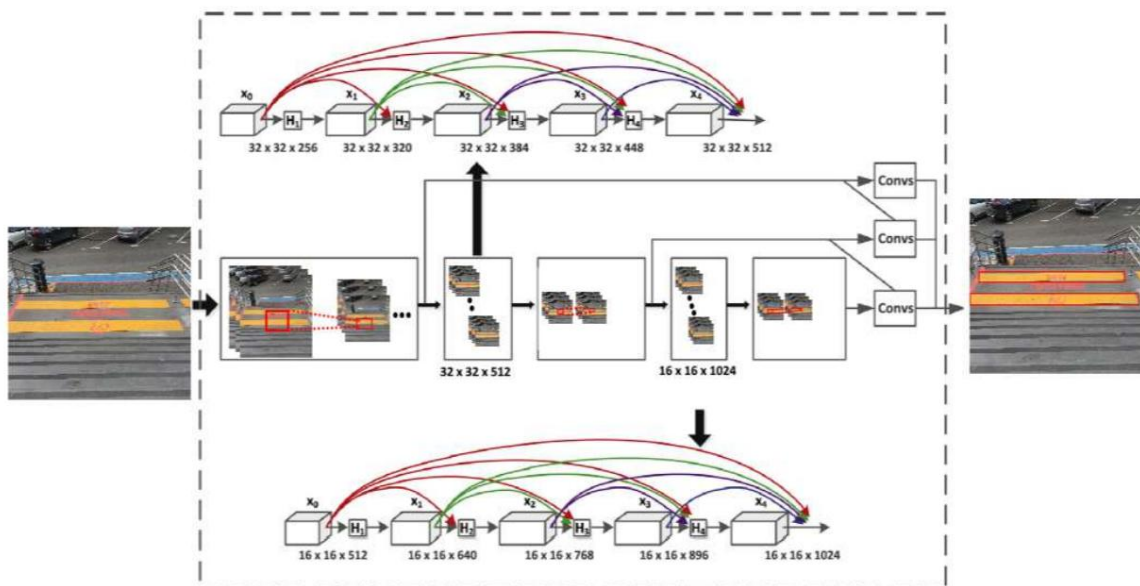 x0 x1 x2 x3 x4
H1 H2 H3 H4
32 x 32 x 256 32 x 32 x 320 32 x 32 x 384 32 x 32 x 448 32 x 32 x 512
Convs
Convs
Convs
32 x 32 x 512
16 x 16 x 1024
x0 x1 x2 x3 x4
H1 H2 H3 H4
16 x 16 x 512 16 x 16 x 640 16 x 16 x 768 16 x 16 x 896 16 x 16 x 1024